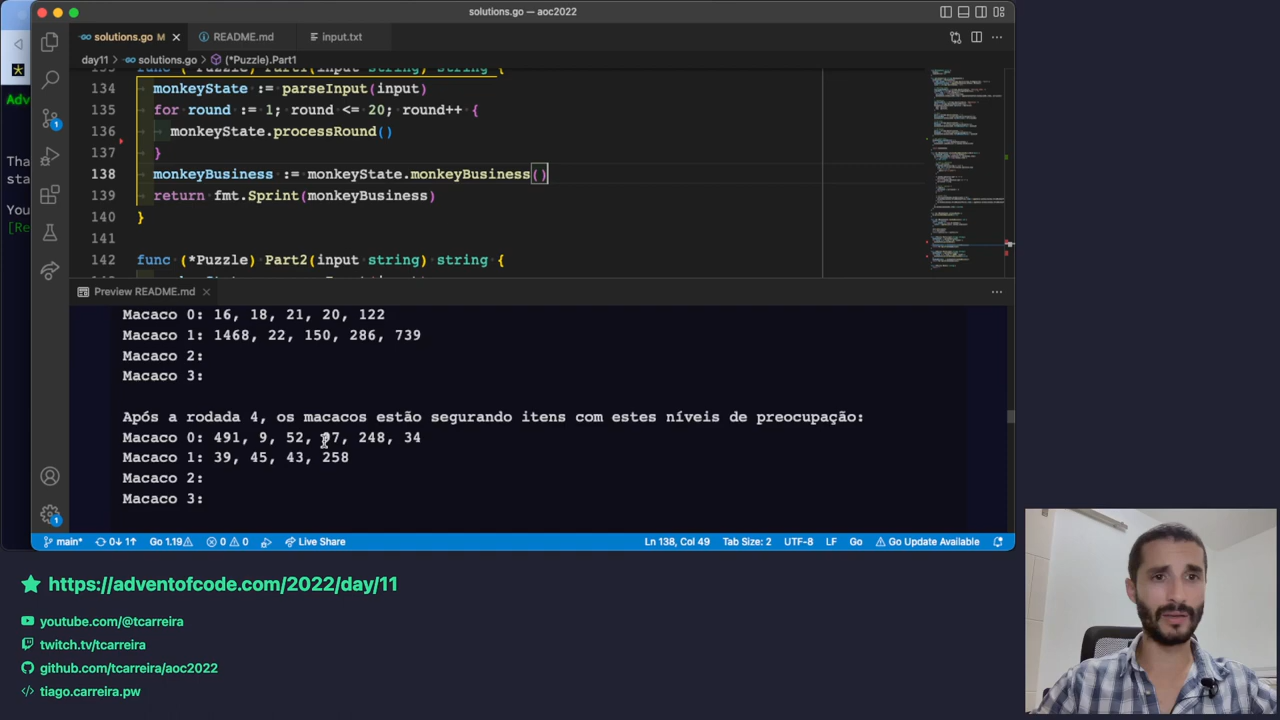 solutions.go — aoc2022
solutions.go M
README.md
input.txt
day11 > solutions.go > (*Puzzle).Part1
134 monkeyState := parseInput(input)
135 for round := 1; round <= 20; round++ {
136 monkeyState.processRound()
137 }
138 monkeyBusiness := monkeyState.monkeyBusiness()
139 return fmt.Sprint(monkeyBusiness)
140 }
141
142 func (*Puzzle) Part2(input string) string {
Preview README.md
Macaco 0: 16, 18, 21, 20, 122
Macaco 1: 1468, 22, 150, 286, 739
Macaco 2:
Macaco 3:
Após a rodada 4, os macacos estão segurando itens com estes níveis de preocupação:
Macaco 0: 491, 9, 52, 97, 248, 34
Macaco 1: 39, 45, 43, 258
Macaco 2:
Macaco 3:
main* 0↓ 1↑ Go 1.19 0 0 Live Share Ln 138, Col 49 Tab Size: 2 UTF-8 LF Go Go Update Available
https://adventofcode.com/2022/day/11
youtube.com/@tcarreira
twitch.tv/tcarreira
github.com/tcarreira/aoc2022
tiago.carreira.pw